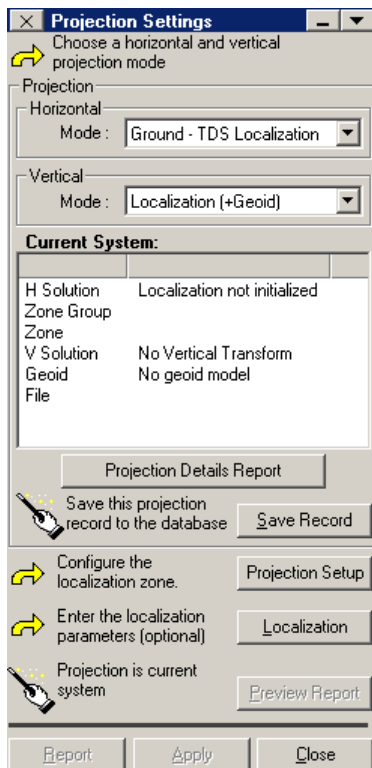 Projection Settings
Choose a horizontal and vertical
projection mode
Projection
Horizontal
Mode : Ground - TDS Localization
Vertical
Mode : Localization (+Geoid)
Current System:
H Solution Localization not initialized
Zone Group
Zone
V Solution No Vertical Transform
Geoid No geoid model
File
Projection Details Report
Save this projection
record to the database Save Record
Configure the
localization zone. Projection Setup
Enter the localization
parameters (optional) Localization
Projection is current
system Preview Report
Report Apply Close